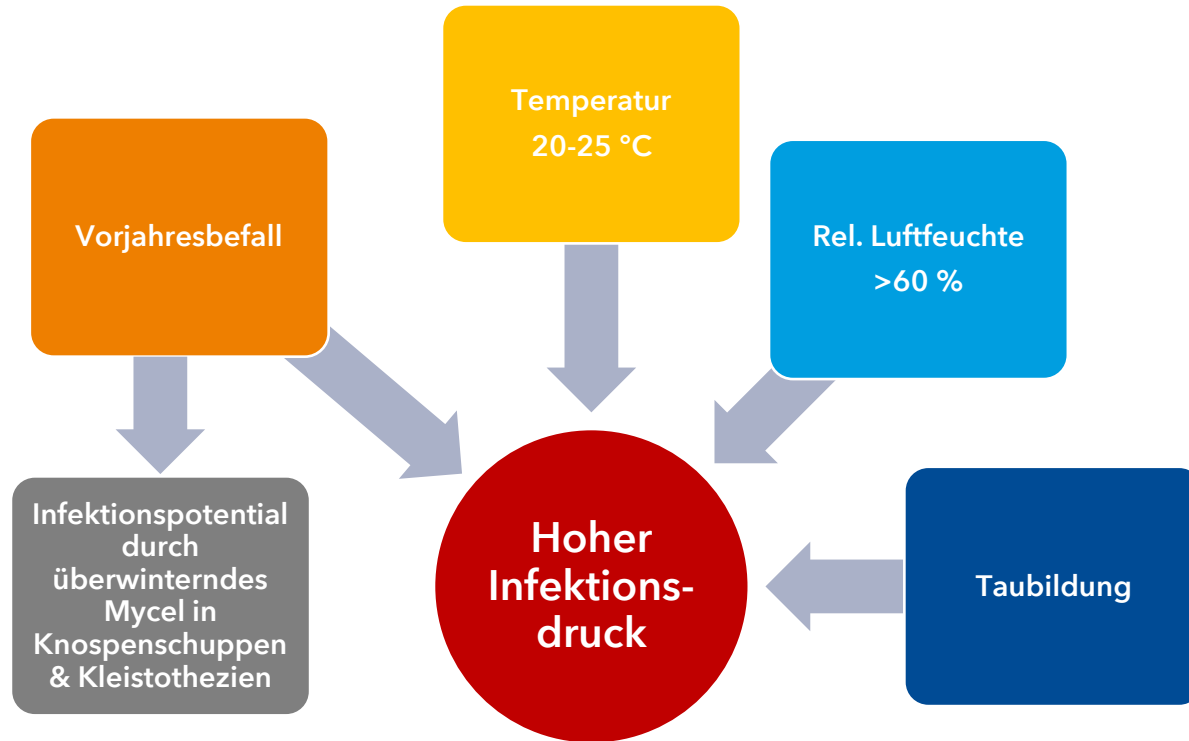 Temperatur
20-25 °C
Vorjahresbefall
Rel. Luftfeuchte
>60 %
Infektionspotential
durch
überwinterndes
Mycel in
Knospenschuppen
& Kleistothezien
Hoher
Infektions-
druck
Taubildung